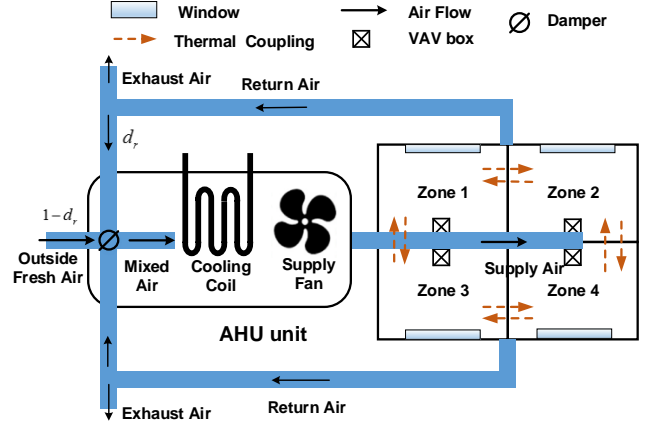 Window
Air Flow
Damper
Thermal Coupling
VAV box
Exhaust Air
Return Air
d_r
Zone 1
Zone 2
1-d_r
Outside
Fresh Air
Mixed
Air
Cooling
Coil
Supply
Fan
Supply Air
Zone 3
Zone 4
AHU unit
Exhaust Air
Return Air